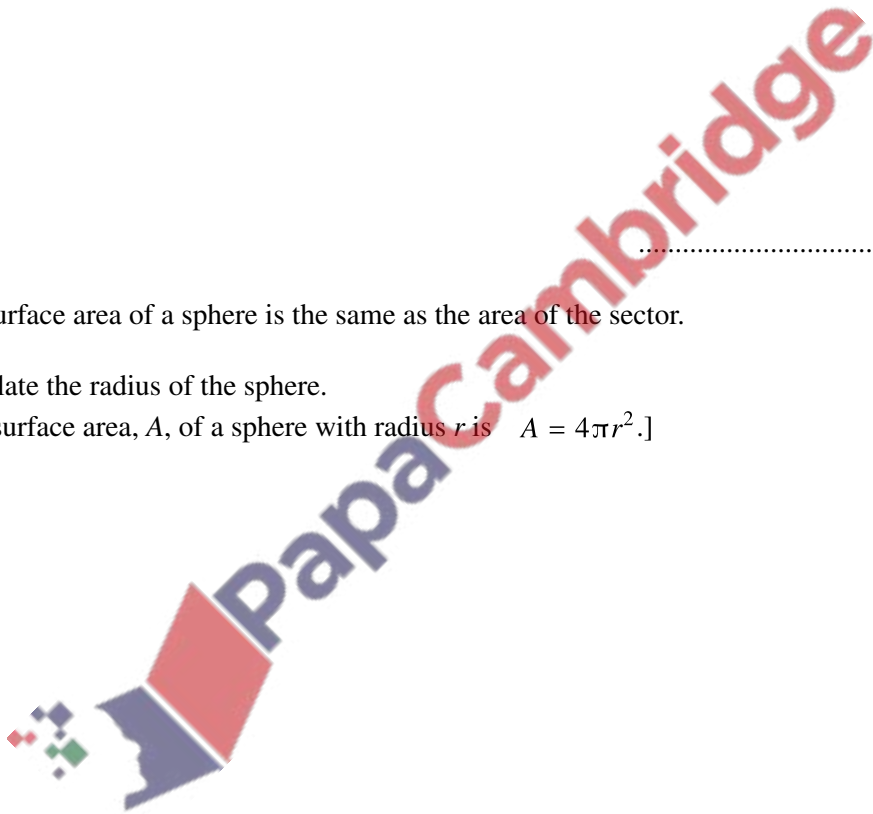 ...............................
urface area of a sphere is the same as the area of the sector.
late the radius of the sphere.
surface area, A, of a sphere with radius r is A = 4πr².]
PapaCambridge